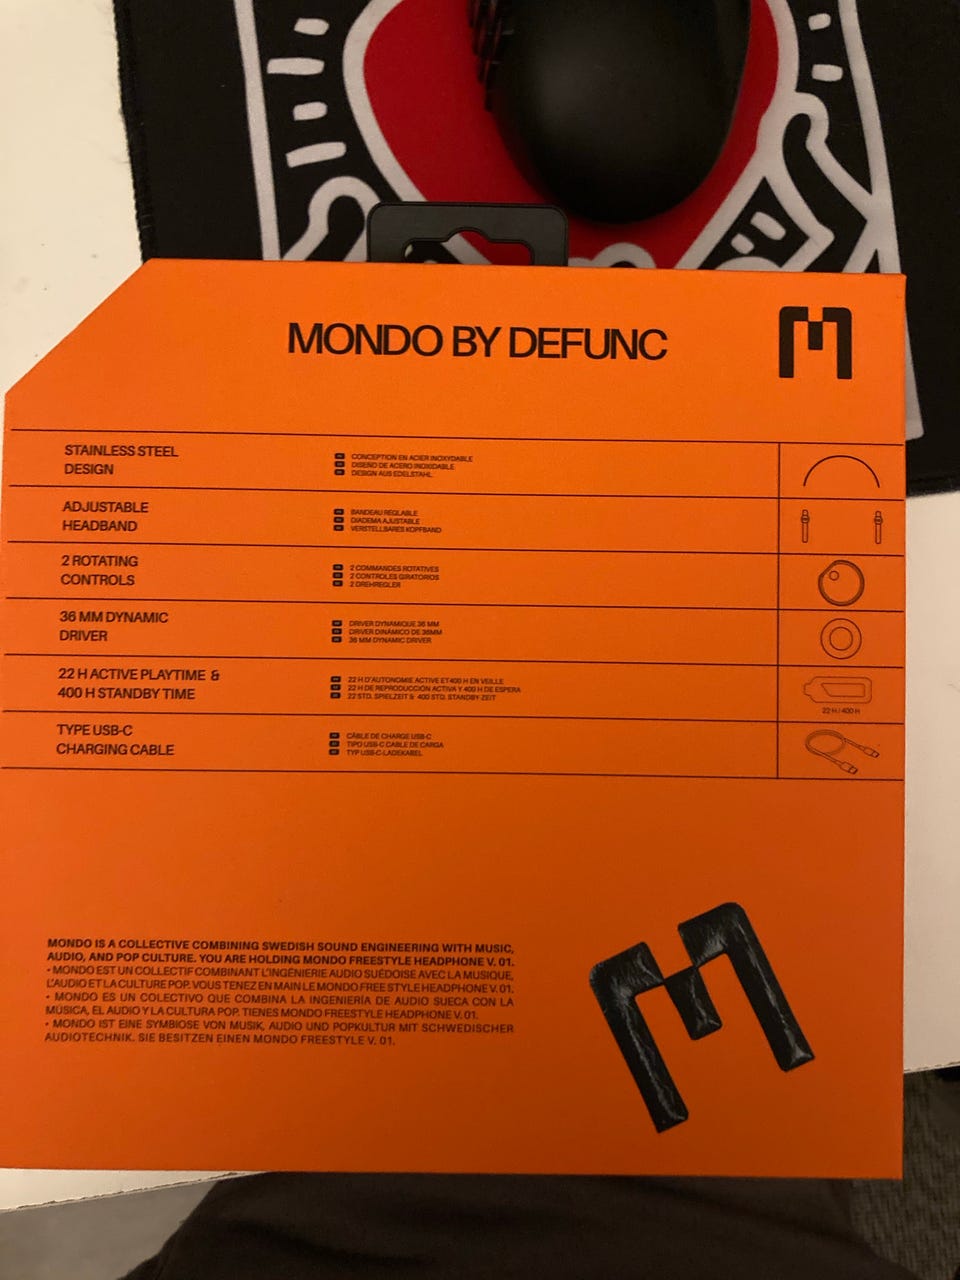 MONDO BY DEFUNC
M
STAINLESS STEEL
DESIGN
CONCEPTION EN ACIER INOXYDABLE
DISEÑO DE ACERO INOXIDABLE
DESIGN AUS EDELSTAHL
ADJUSTABLE
HEADBAND
BANDEAU RÉGLABLE
DIADEMA AJUSTABLE
VERSTELLBARES KOPFBAND
2 ROTATING
CONTROLS
2 COMMANDES ROTATIVES
2 CONTROLES GIRATORIOS
2 DREHREGLER
36 MM DYNAMIC
DRIVER
DRIVER DYNAMIQUE 36 MM
DRIVER DINÁMICO DE 36MM
36 MM DYNAMIC DRIVER
22 H ACTIVE PLAYTIME &
400 H STANDBY TIME
22 H D'AUTONOMIE ACTIVE ET 400 H EN VEILLE
22 H DE REPRODUCCIÓN ACTIVA Y 400 H DE ESPERA
22 STD. SPIELZEIT & 400 STD. STANDBY-ZEIT
22 H / 400 H
TYPE USB-C
CHARGING CABLE
CÂBLE DE CHARGE USB-C
TIPO USB-C CABLE DE CARGA
TYP USB-C-LADEKABEL
MONDO IS A COLLECTIVE COMBINING SWEDISH SOUND ENGINEERING WITH MUSIC,
AUDIO, AND POP CULTURE. YOU ARE HOLDING MONDO FREESTYLE HEADPHONE V. 01.
• MONDO EST UN COLLECTIF COMBINANT L'INGÉNIERIE AUDIO SUÉDOISE AVEC LA MUSIQUE,
L'AUDIO ET LA CULTURE POP. VOUS TENEZ EN MAIN LE MONDO FREE STYLE HEADPHONE V. 01.
• MONDO ES UN COLECTIVO QUE COMBINA LA INGENIERÍA DE AUDIO SUECA CON LA
MÚSICA, EL AUDIO Y LA CULTURA POP. TIENES MONDO FREESTYLE HEADPHONE V. 01.
• MONDO IST EINE SYMBIOSE VON MUSIK, AUDIO UND POPKULTUR MIT SCHWEDISCHER
AUDIOTECHNIK. SIE BESITZEN EINEN MONDO FREESTYLE V. 01.
M